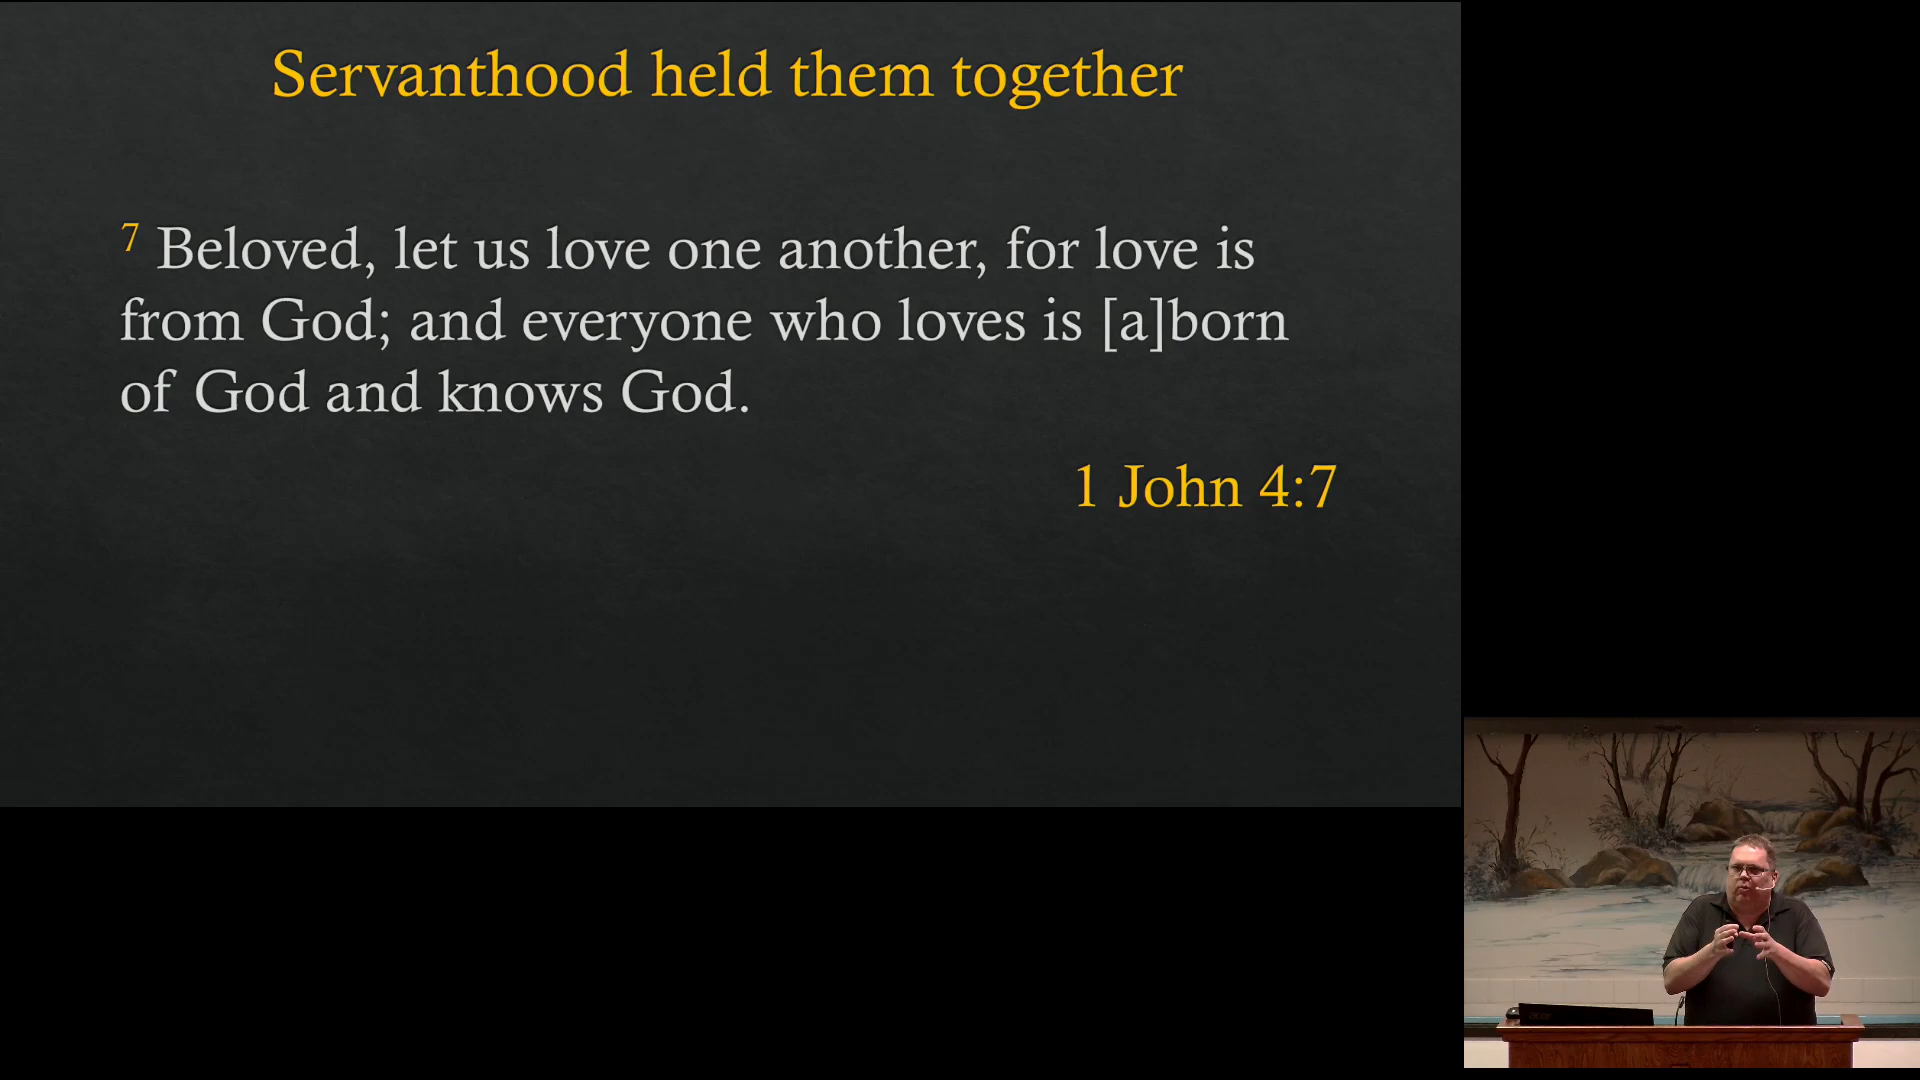 Servanthood held them together
7 Beloved, let us love one another, for love is
from God; and everyone who loves is [a]born
of God and knows God.
1 John 4:7
acer